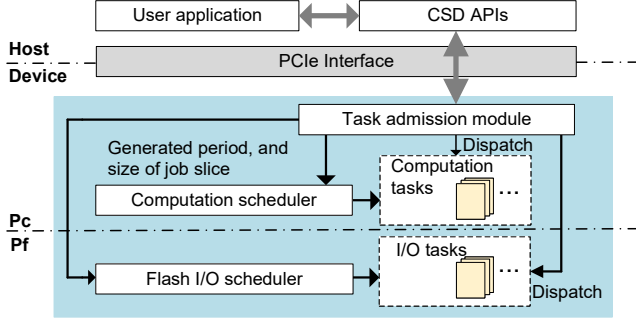 User application
CSD APIs
Host
Device
PCIe Interface
Task admission module
Generated period, and
size of job slice
Dispatch
Computation
tasks
...
Computation scheduler
Pc
Pf
I/O tasks
...
Flash I/O scheduler
Dispatch